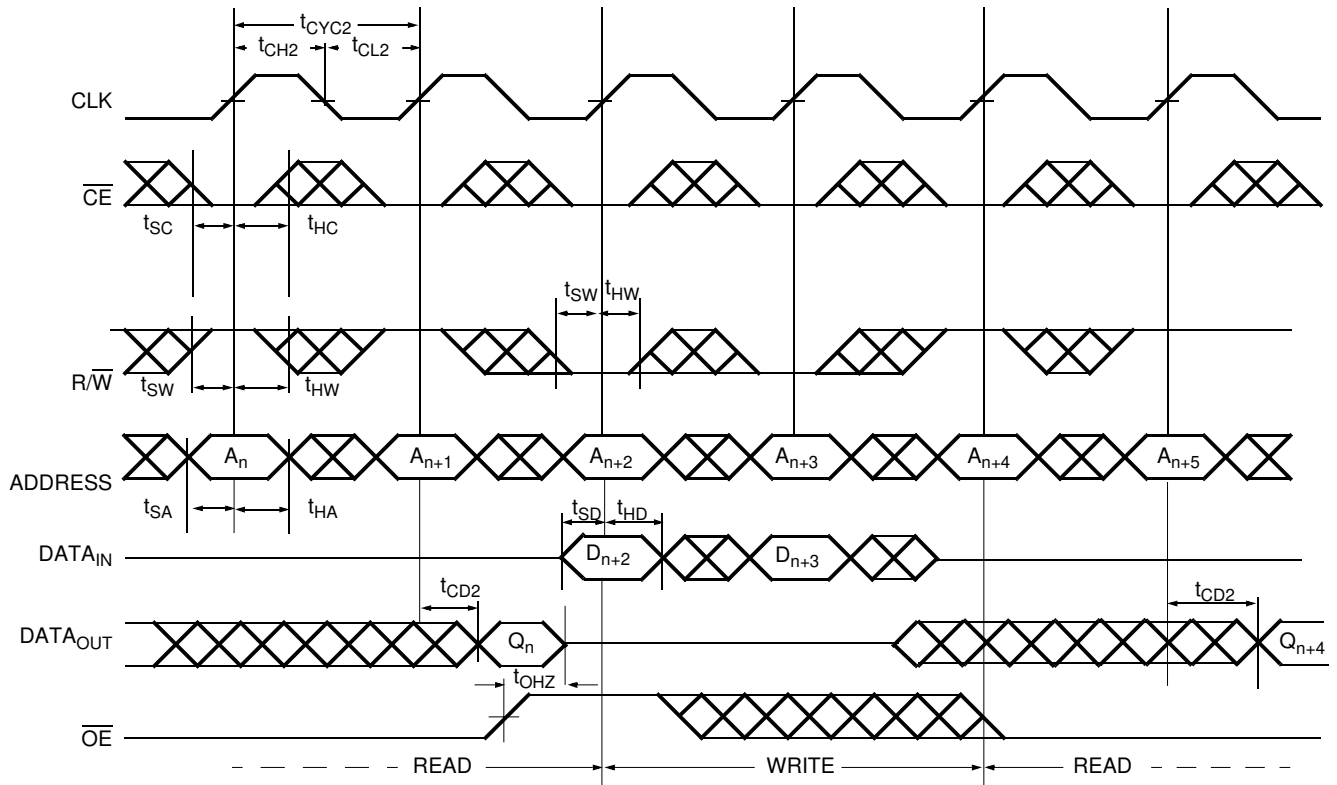 tCYC2
tCH2 tCL2
CLK
CE
tSC tHC
tSW tHW
R/W
tSW tHW
ADDRESS An An+1 An+2 An+3 An+4 An+5
tSA tHA
tSD tHD
DATAIN Dn+2 Dn+3
tCD2 tCD2
DATAOUT Qn Qn+4
tOHZ
OE
READ WRITE READ